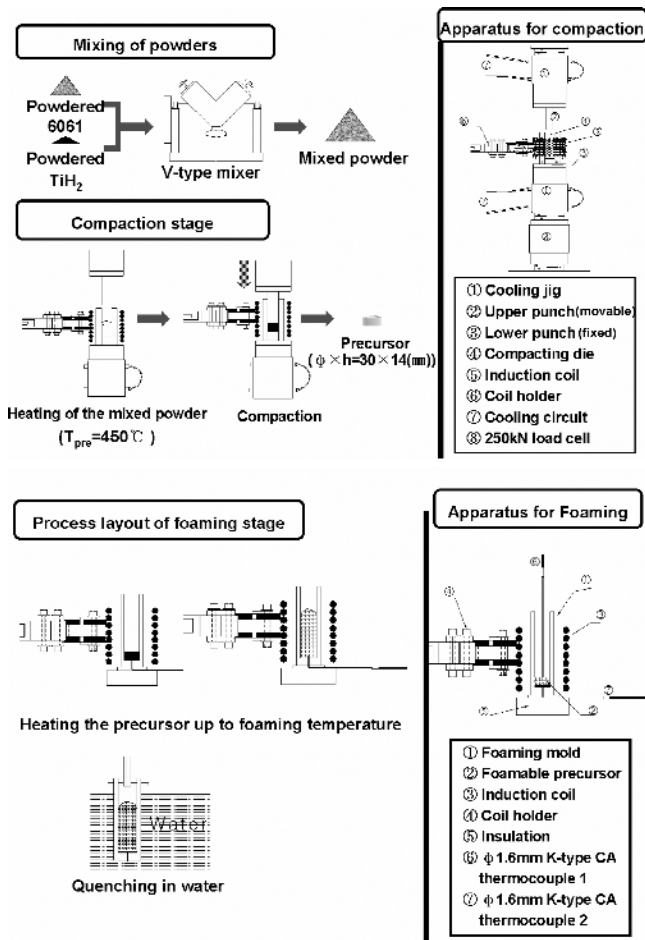 Mixing of powders
Powdered
6061
Powdered
TiH₂
V-type mixer
Mixed powder
Compaction stage
Heating of the mixed powder
(Tpre=450℃)
Compaction
Precursor
(ϕ×h=30×14(㎜))
Apparatus for compaction
① Cooling jig
② Upper punch(movable)
③ Lower punch(fixed)
④ Compacting die
⑤ Induction coil
⑥ Coil holder
⑦ Cooling circuit
⑧ 250kN load cell
Process layout of foaming stage
Heating the precursor up to foaming temperature
Water
Quenching in water
Apparatus for Foaming
① Foaming mold
② Foamable precursor
③ Induction coil
④ Coil holder
⑤ Insulation
⑥ ϕ1.6mm K-type CA
thermocouple 1
⑦ ϕ1.6mm K-type CA
thermocouple 2